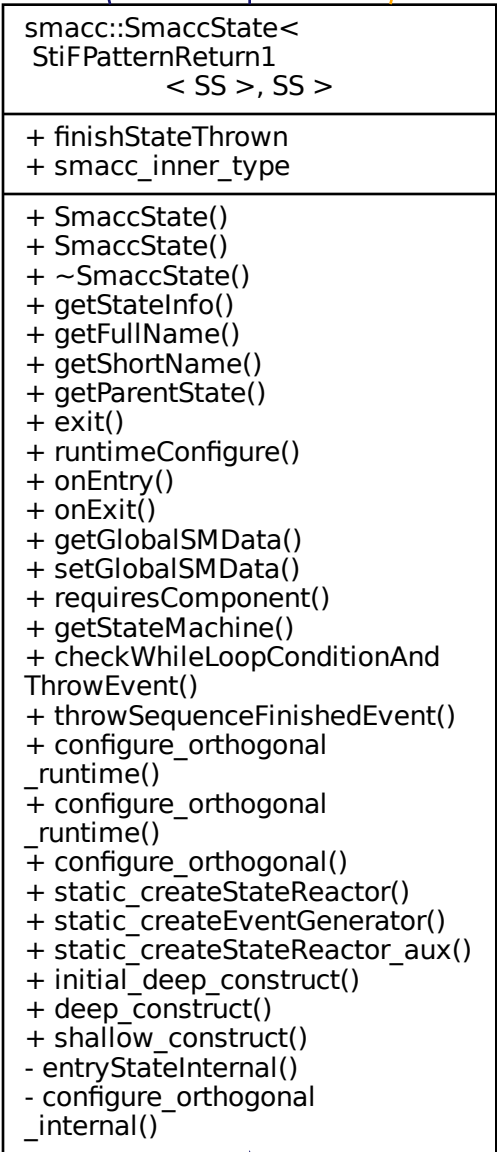 smacc::SmaccState<
StiFPatternReturn1
< SS >, SS >
+ finishStateThrown
+ smacc_inner_type
+ SmaccState()
+ SmaccState()
+ ~SmaccState()
+ getStateInfo()
+ getFullName()
+ getShortName()
+ getParentState()
+ exit()
+ runtimeConfigure()
+ onEntry()
+ onExit()
+ getGlobalSMData()
+ setGlobalSMData()
+ requiresComponent()
+ getStateMachine()
+ checkWhileLoopConditionAnd
ThrowEvent()
+ throwSequenceFinishedEvent()
+ configure_orthogonal
_runtime()
+ configure_orthogonal
_runtime()
+ configure_orthogonal()
+ static_createStateReactor()
+ static_createEventGenerator()
+ static_createStateReactor_aux()
+ initial_deep_construct()
+ deep_construct()
+ shallow_construct()
- entryStateInternal()
- configure_orthogonal
_internal()